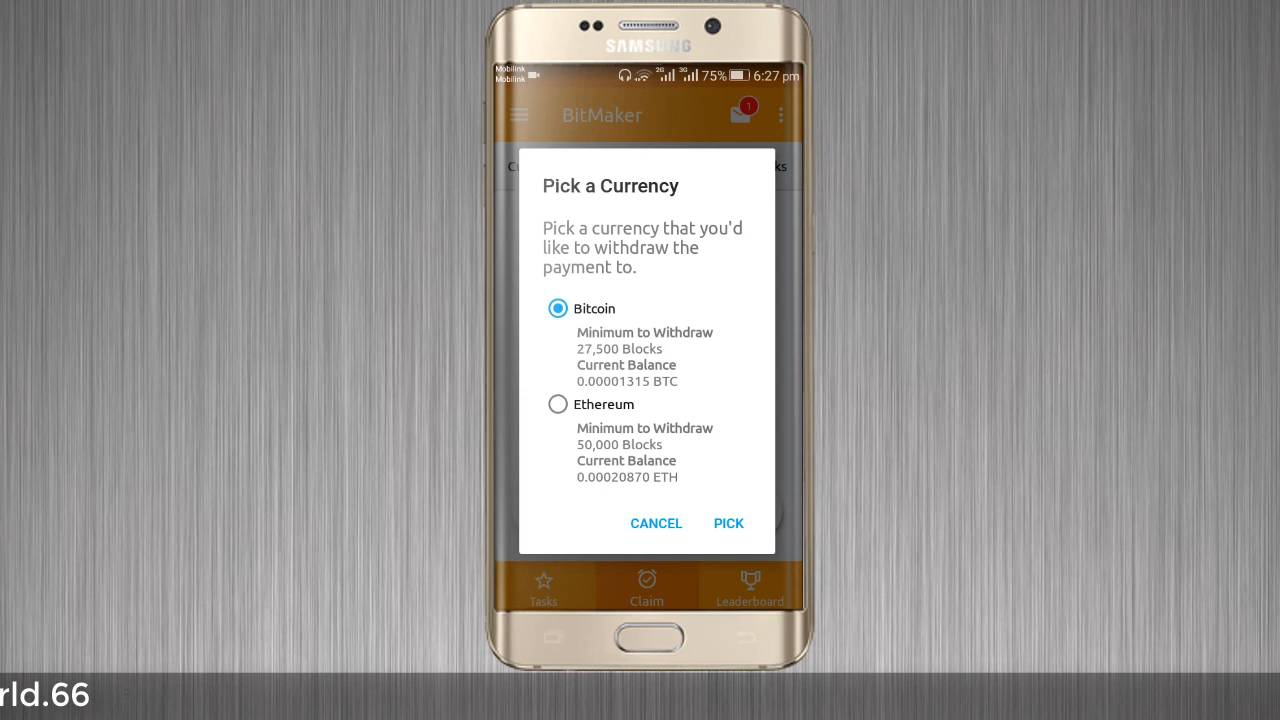 SAMSUNG
Mobilink
Mobilink
2G 3G 75% 6:27 pm
BitMaker
1
Pick a Currency
Pick a currency that you'd
like to withdraw the
payment to.
Bitcoin
Minimum to Withdraw
27,500 Blocks
Current Balance
0.00001315 BTC
Ethereum
Minimum to Withdraw
50,000 Blocks
Current Balance
0.00020870 ETH
CANCEL PICK
Tasks Claim Leaderboard
rld.66